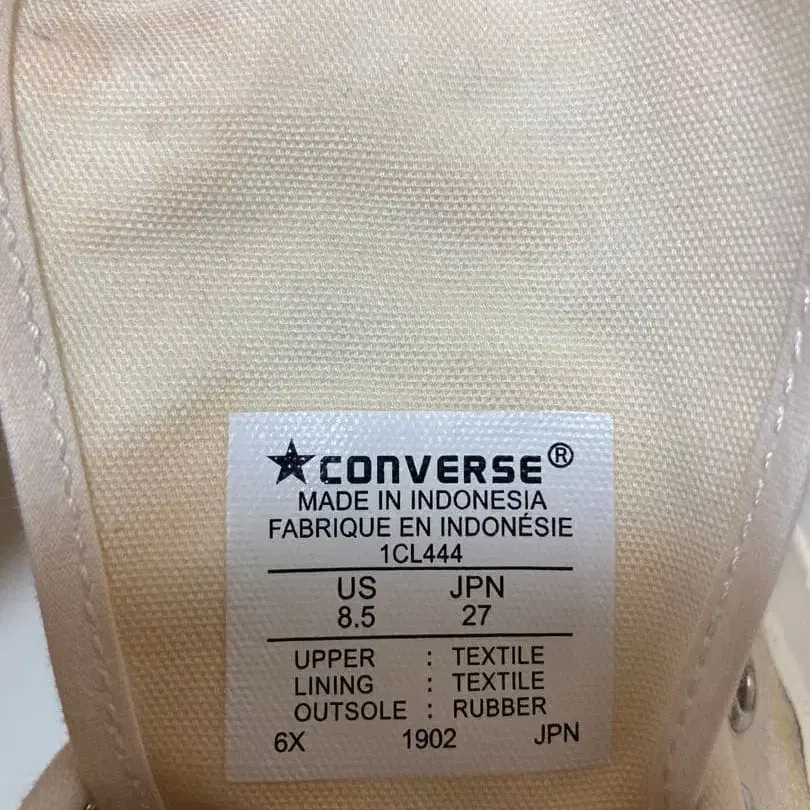 ★CONVERSE®
MADE IN INDONESIA
FABRIQUE EN INDONÉSIE
1CL444
US JPN
8.5 27
UPPER : TEXTILE
LINING : TEXTILE
OUTSOLE : RUBBER
6X 1902 JPN